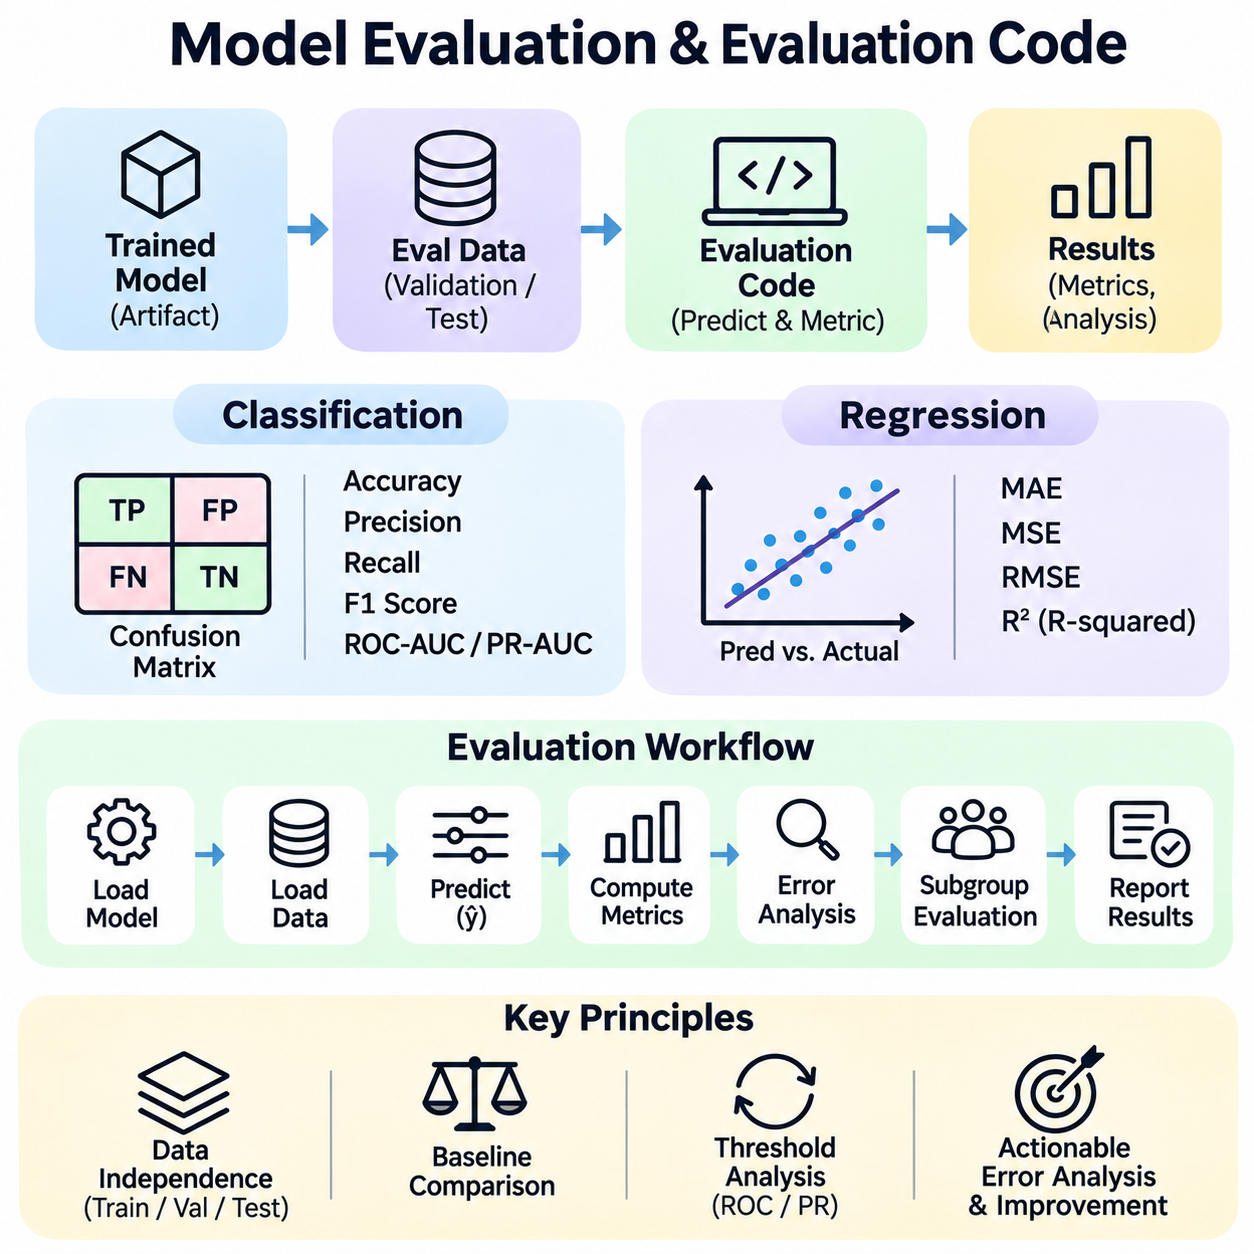 Model Evaluation & Evaluation Code
Trained
Model
(Artifact)
Eval Data
(Validation /
Test)
Evaluation
Code
(Predict & Metric)
Results
(Metrics,
(Analysis)
Classification
TP
FP
FN
TN
Confusion
Matrix
Accuracy
Precision
Recall
F1 Score
ROC-AUC / PR-AUC
Regression
Pred vs. Actual
MAE
MSE
RMSE
R² (R-squared)
Evaluation Workflow
Load
Model
Load
Data
Predict
(ŷ)
Compute
Metrics
Error
Analysis
Subgroup
Evaluation
Report
Results
Key Principles
Data
Independence
(Train / Val / Test)
Baseline
Comparison
Threshold
Analysis
(ROC / PR)
Actionable
Error Analysis
& Improvement